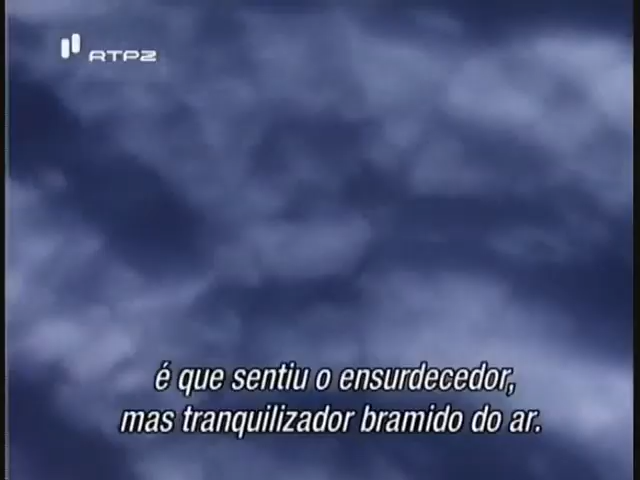 RTP2
é que sentiu o ensurdecedor,
mas tranquilizador bramido do ar.